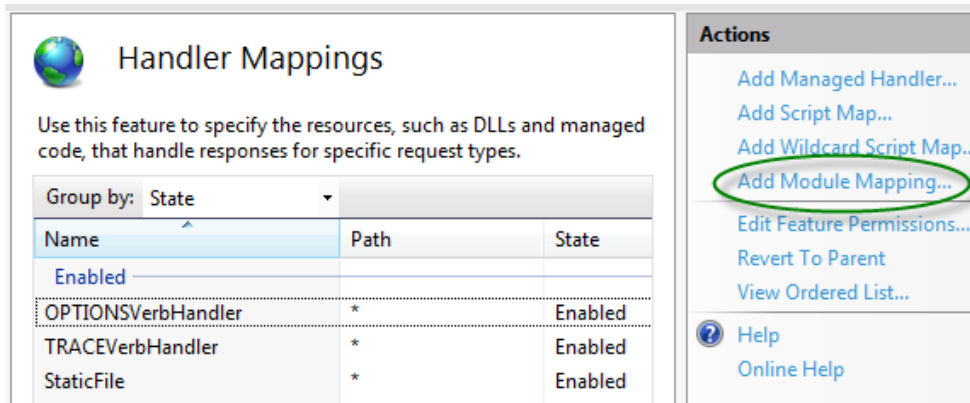 Handler Mappings
Use this feature to specify the resources, such as DLLs and managed
code, that handle responses for specific request types.
Group by: State
Name Path State
Enabled
OPTIONSVerbHandler * Enabled
TRACEVerbHandler * Enabled
StaticFile * Enabled
Actions
Add Managed Handler...
Add Script Map...
Add Wildcard Script Map..
Add Module Mapping...
Edit Feature Permissions...
Revert To Parent
View Ordered List...
Help
Online Help